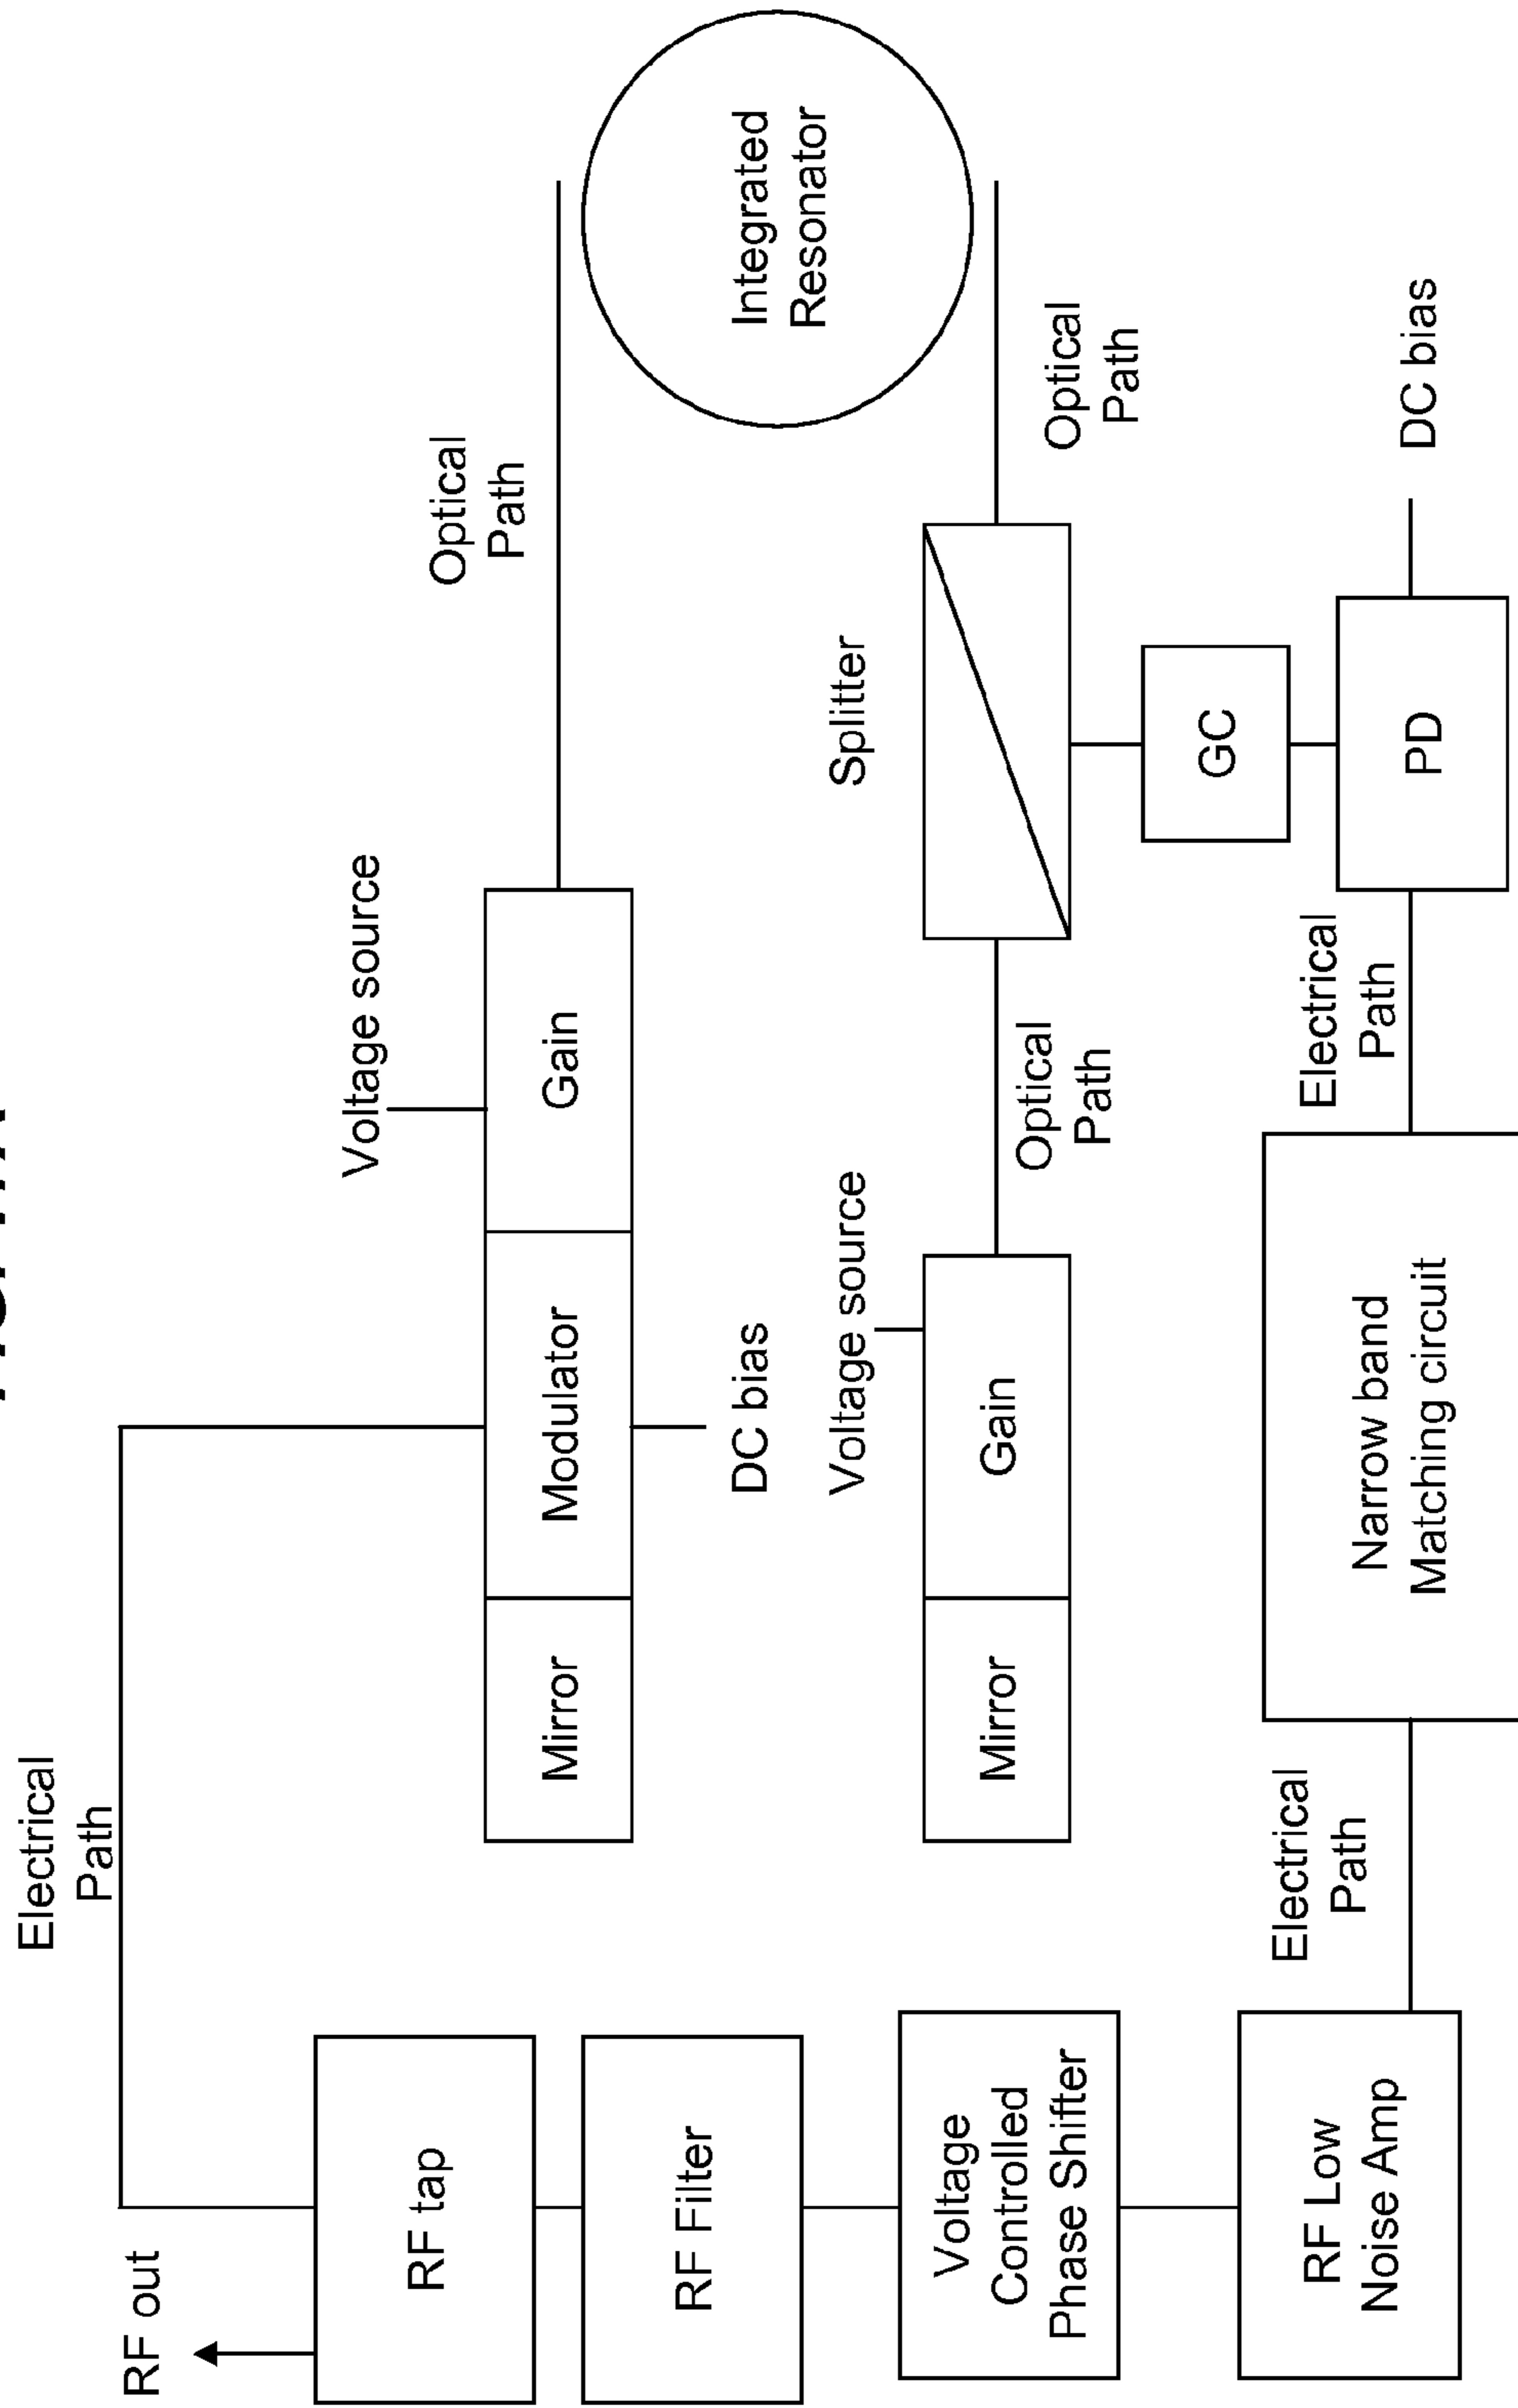 Electrical
Path
RF out
Voltage source
RF tap
Optical
Path
Mirror
Modulator
Gain
RF Filter
DC bias
Integrated
Resonator
Voltage source
Splitter
Voltage
Controlled
Phase Shifter
Mirror
Gain
Optical
Path
Optical
Path
GC
Electrical
Path
Electrical
Path
RF Low
Noise Amp
Narrow band
Matching circuit
PD
DC bias